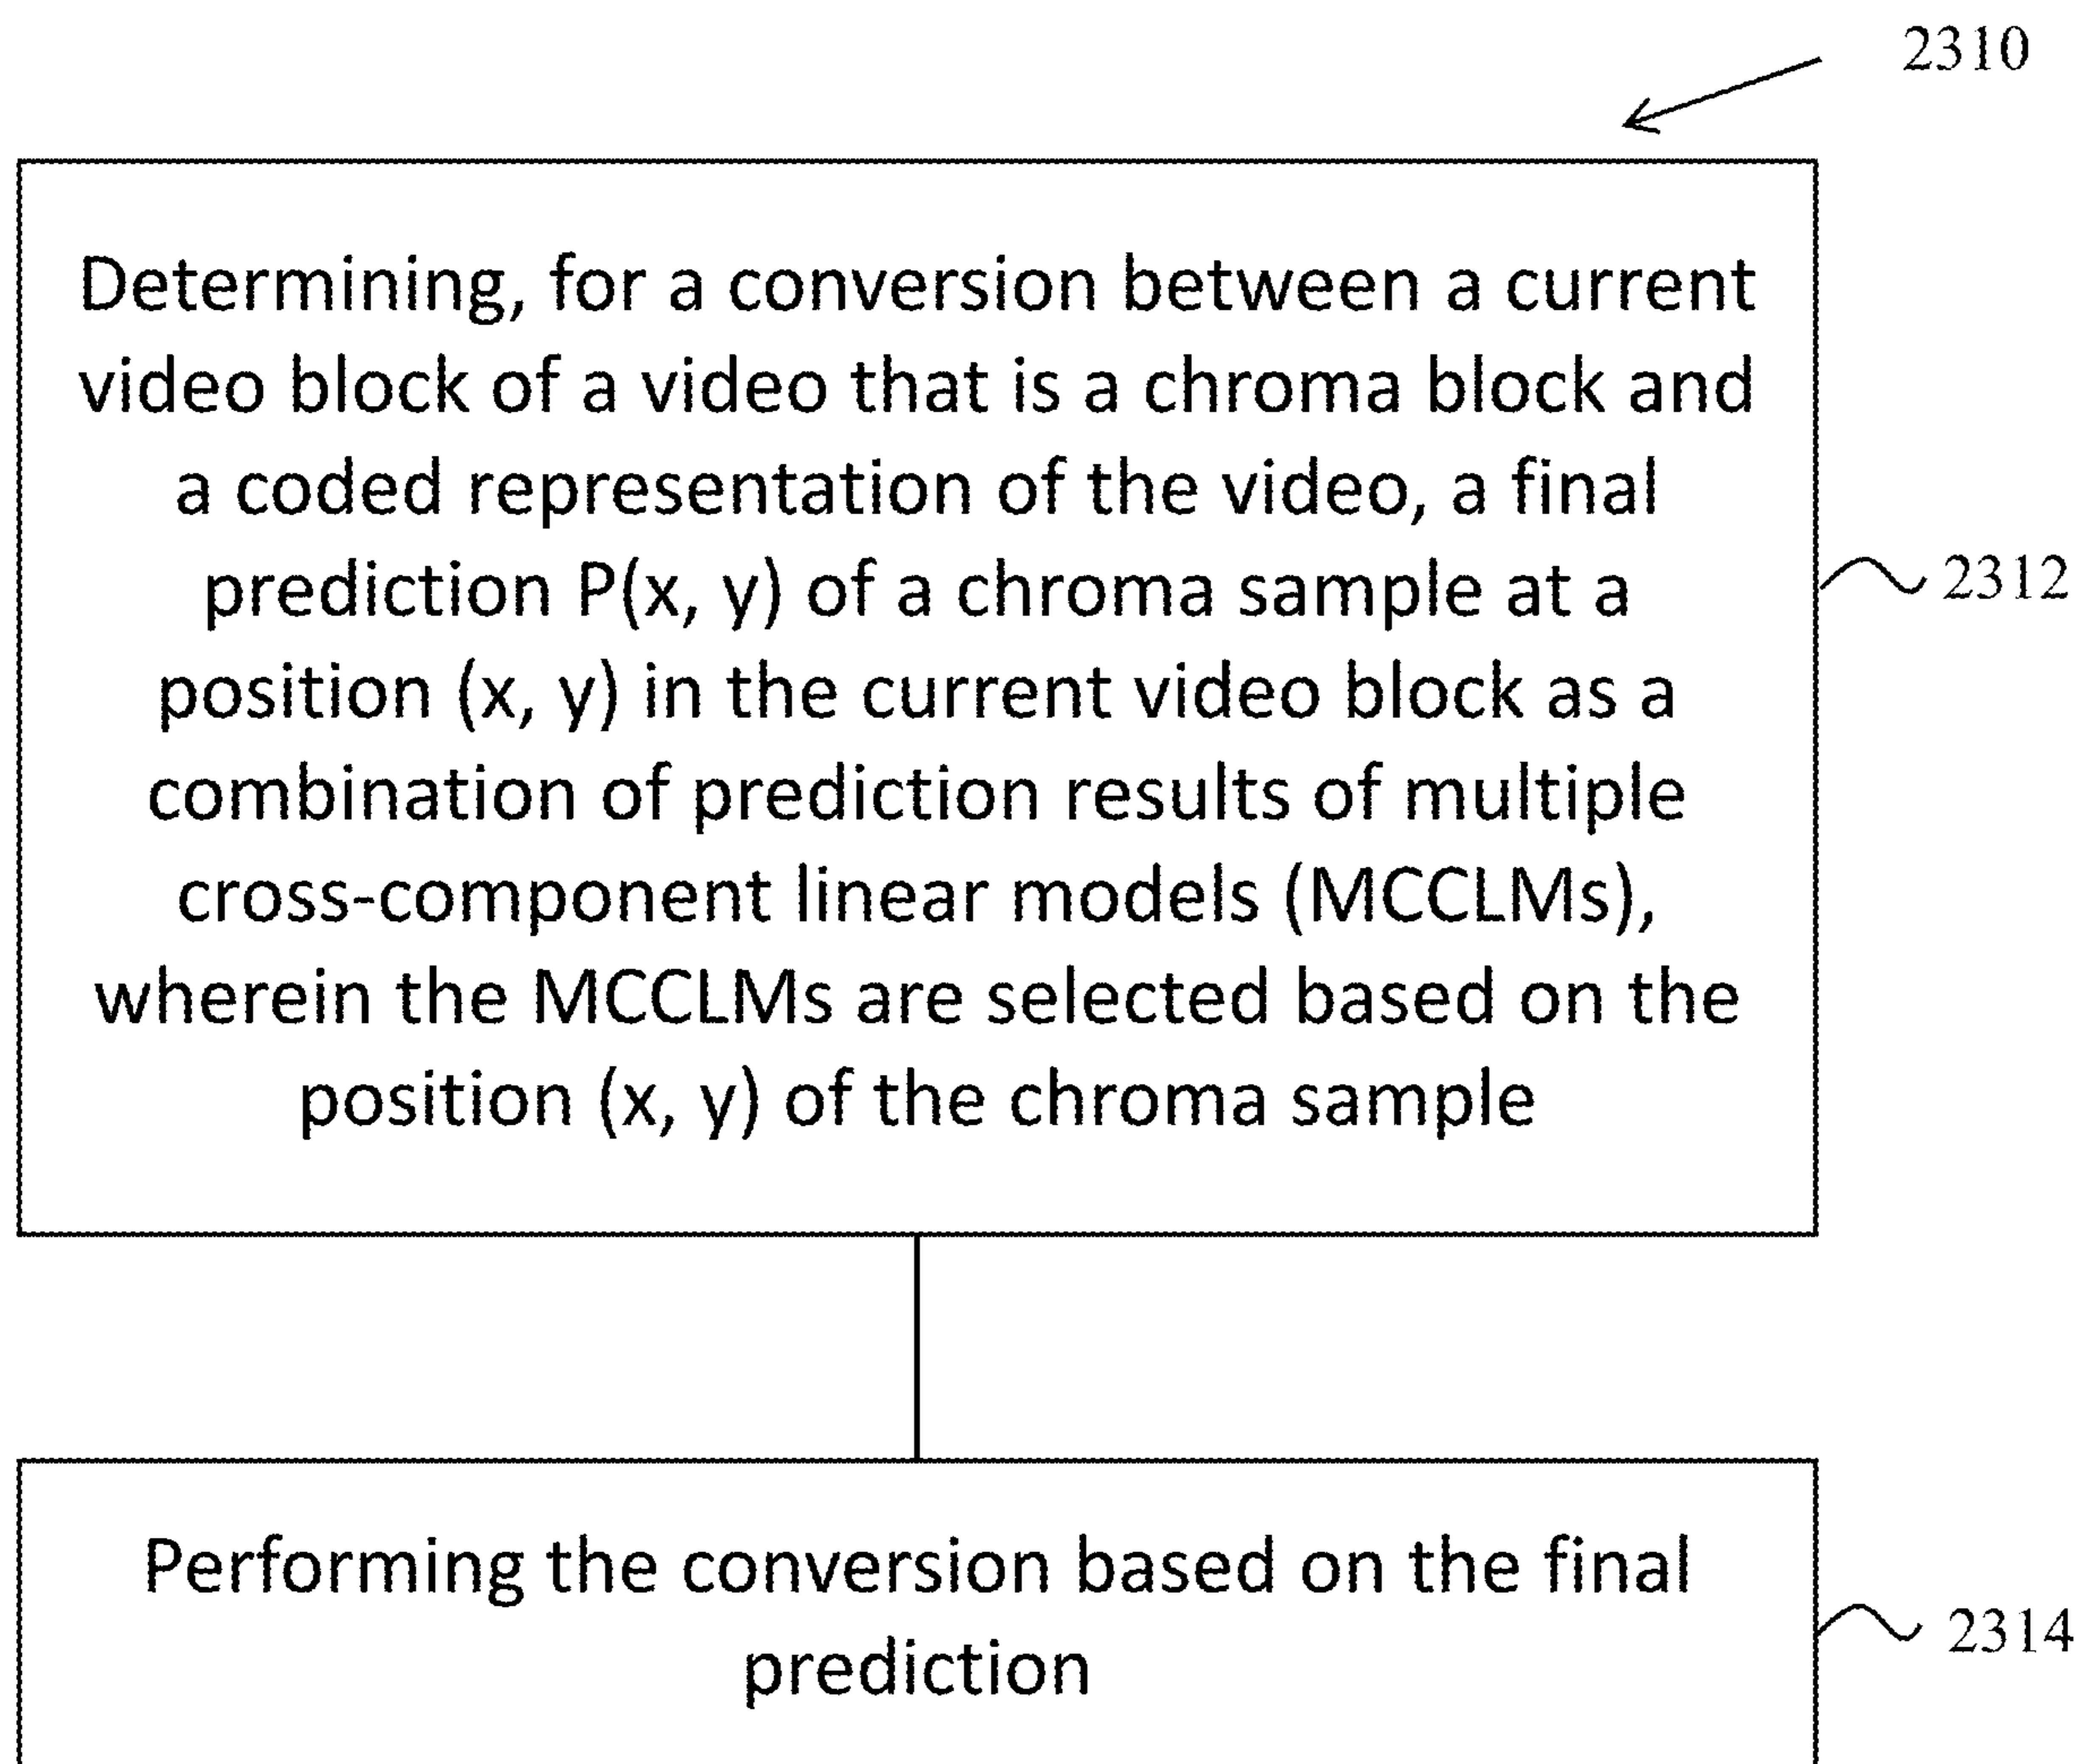 2310
Determining, for a conversion between a current
video block of a video that is a chroma block and
a coded representation of the video, a final
prediction P(x, y) of a chroma sample at a
position (x, y) in the current video block as a
combination of prediction results of multiple
cross-component linear models (MCCLMs),
wherein the MCCLMs are selected based on the
position (x, y) of the chroma sample
2312
Performing the conversion based on the final
prediction
2314